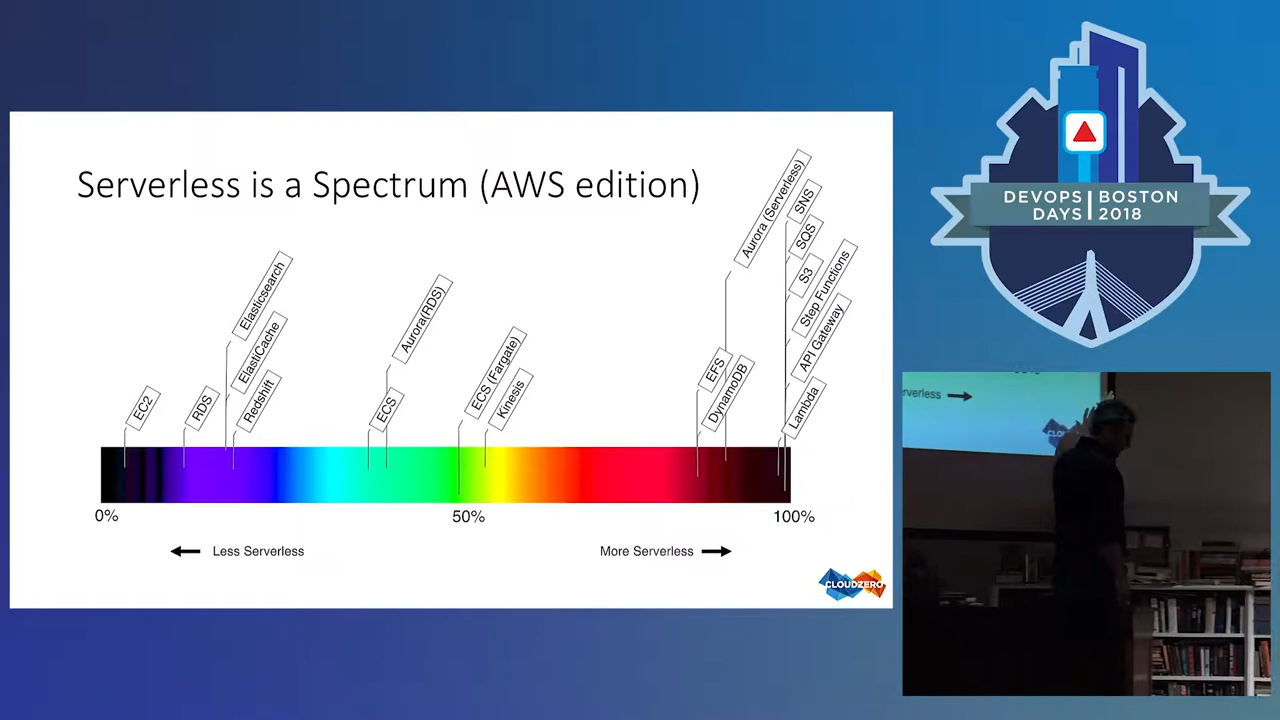 Serverless is a Spectrum (AWS edition)
EC2
RDS
Elasticsearch
ElastiCache
Redshift
ECS
Aurora(RDS)
ECS (Fargate)
Kinesis
EFS
DynamoDB
Aurora (Serverless)
SNS
SQS
S3
Step Functions
API Gateway
Lambda
0%
50%
100%
Less Serverless
More Serverless
CLOUDZERO
DEVOPS DAYS
BOSTON 2018
erverless